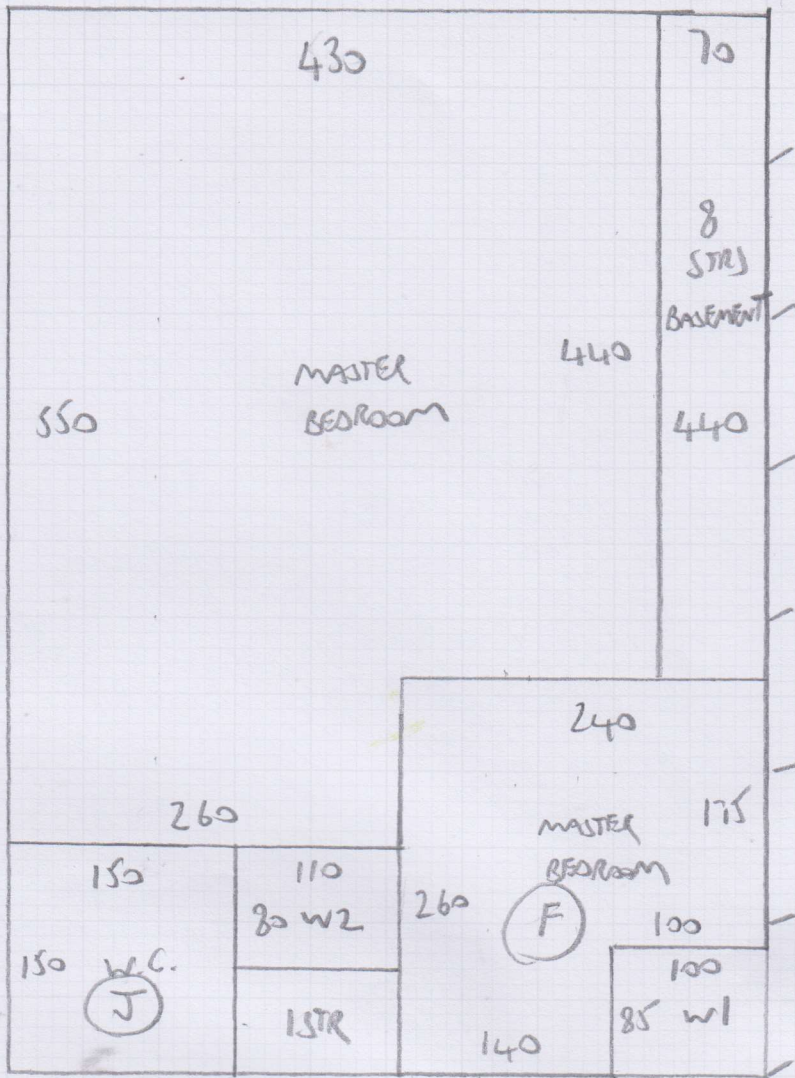 430
70
8
STRS
BASEMENT
440
440
MASTER
BEDROOM
550
240
175
MASTER
BEDROOM
F
260
260
150
110
80 W2
100
100
85 W1
150
W.C.
J
1STR
140